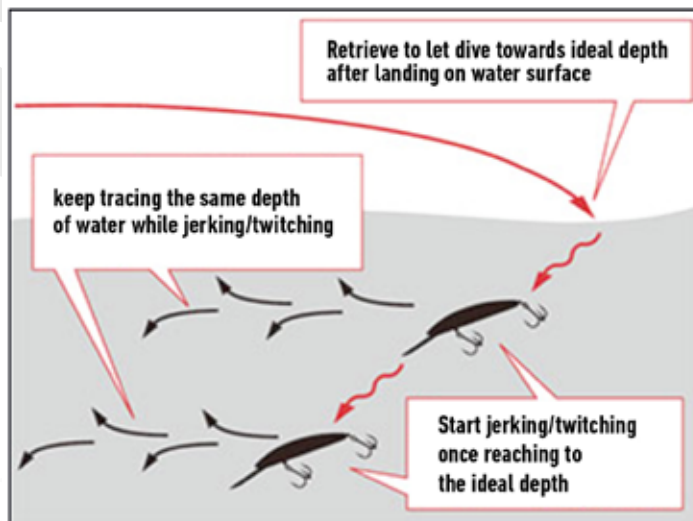 Retrieve to let dive towards ideal depth
after landing on water surface
keep tracing the same depth
of water while jerking/twitching
Start jerking/twitching
once reaching to
the ideal depth